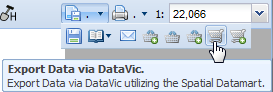 1: 22,066
Export Data via DataVic.
Export Data via DataVic utilizing the Spatial Datamart.